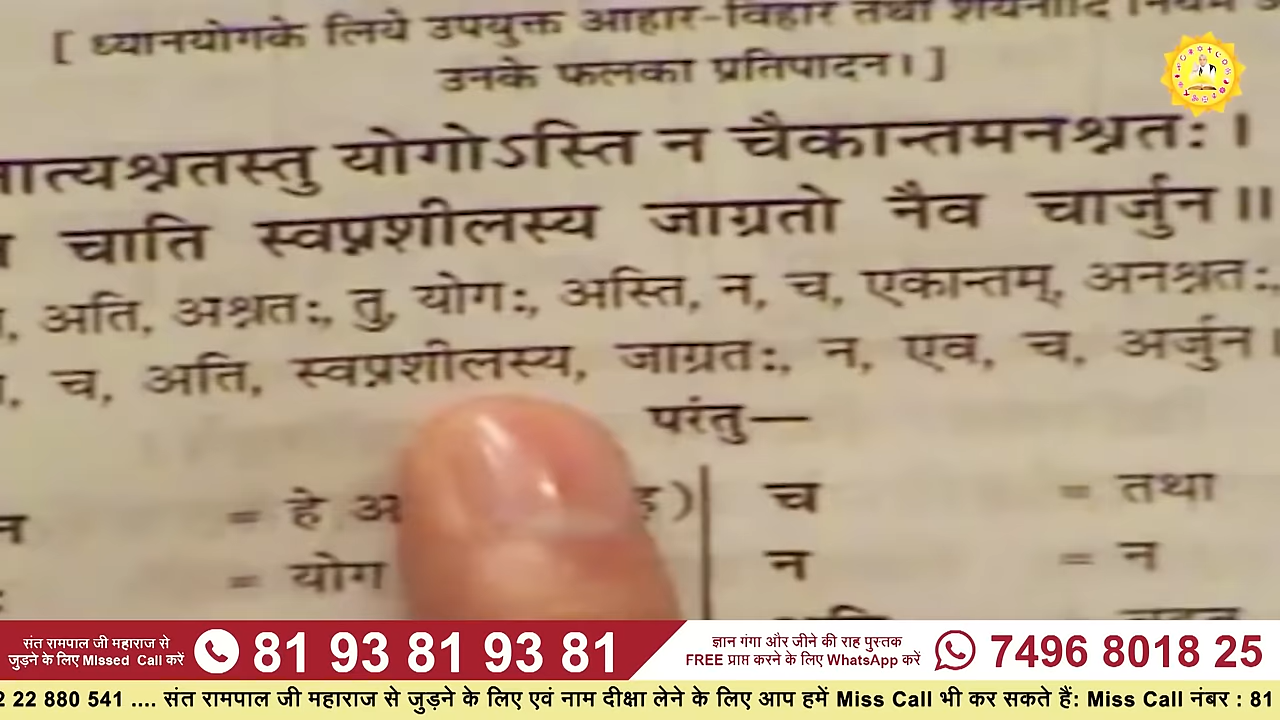 [ ध्यानयोगके लिये उपयुक्त आहार-विहार तथा शयनादि नियम
उनके फलका प्रतिपादन। ]
नात्यश्नतस्तु योगोऽस्ति न चैकान्तमनश्नतः।
चाति स्वप्नशीलस्य जाग्रतो नैव चार्जुन॥
अति, अश्नतः, तु, योगः, अस्ति, न, च, एकान्तम्, अनश्नतः,
च, अति, स्वप्नशीलस्य, जाग्रतः, न, एव, च, अर्जुन।
परंतु—
= हे
च = तथा
= योग
न = न
संत रामपाल जी महाराज से
जुड़ने के लिए Missed Call करें
81 93 81 93 81
ज्ञान गंगा और जीने की राह पुस्तक
FREE प्राप्त करने के लिए WhatsApp करें
7496 8018 25
22 880 541 .... संत रामपाल जी महाराज से जुड़ने के लिए एवं नाम दीक्षा लेने के लिए आप हमें Miss Call भी कर सकते हैं: Miss Call नंबर : 81